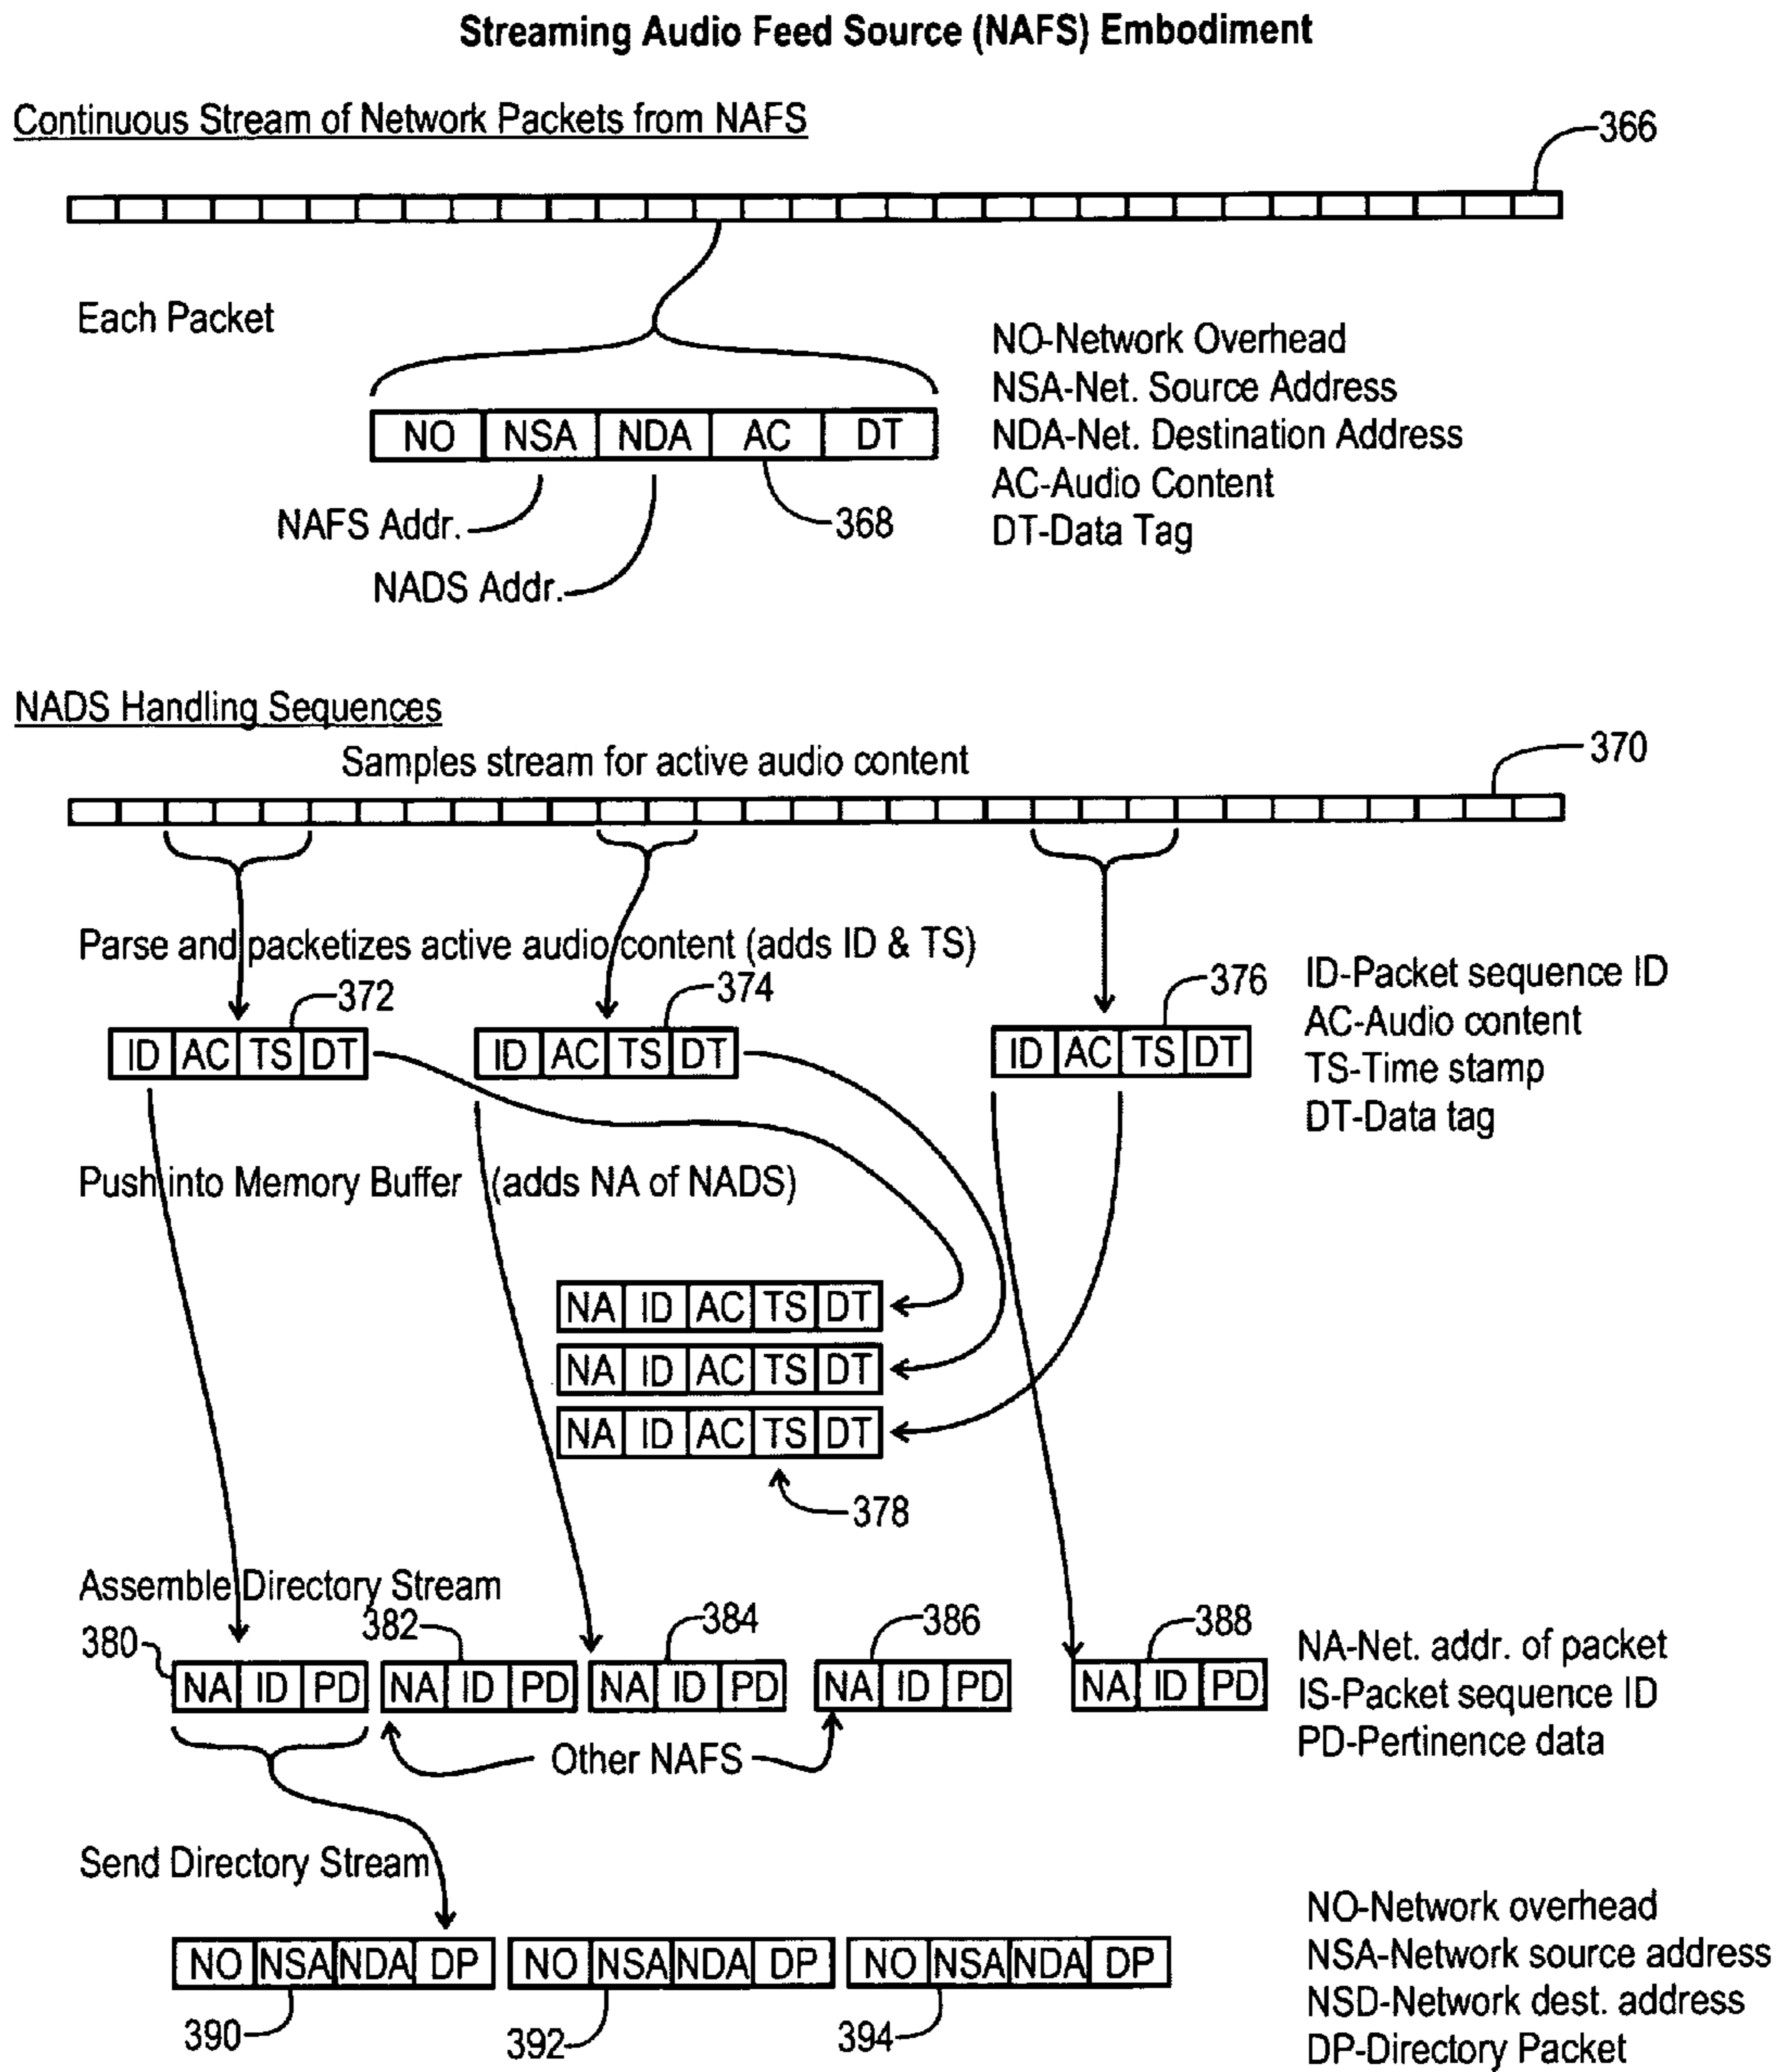 Streaming Audio Feed Source (NAFS) Embodiment
Continuous Stream of Network Packets from NAFS
366
Each Packet
NO-Network Overhead
NSA-Net. Source Address
NDA-Net. Destination Address
AC-Audio Content
DT-Data Tag
NO NSA NDA AC DT
NAFS Addr.
368
NADS Addr.
NADS Handling Sequences
Samples stream for active audio content
370
Parse and packetizes active audio content (adds ID & TS)
372
374
376
ID AC TS DT
ID AC TS DT
ID AC TS DT
ID-Packet sequence ID
AC-Audio content
TS-Time stamp
DT-Data tag
Push into Memory Buffer (adds NA of NADS)
NA ID AC TS DT
NA ID AC TS DT
NA ID AC TS DT
378
Assemble Directory Stream
380
382
384
386
388
NA ID PD
NA ID PD
NA ID PD
NA ID PD
NA ID PD
NA-Net. addr. of packet
IS-Packet sequence ID
PD-Pertinence data
Other NAFS
Send Directory Stream
NO NSA NDA DP
NO NSA NDA DP
NO NSA NDA DP
390
392
394
NO-Network overhead
NSA-Network source address
NSD-Network dest. address
DP-Directory Packet